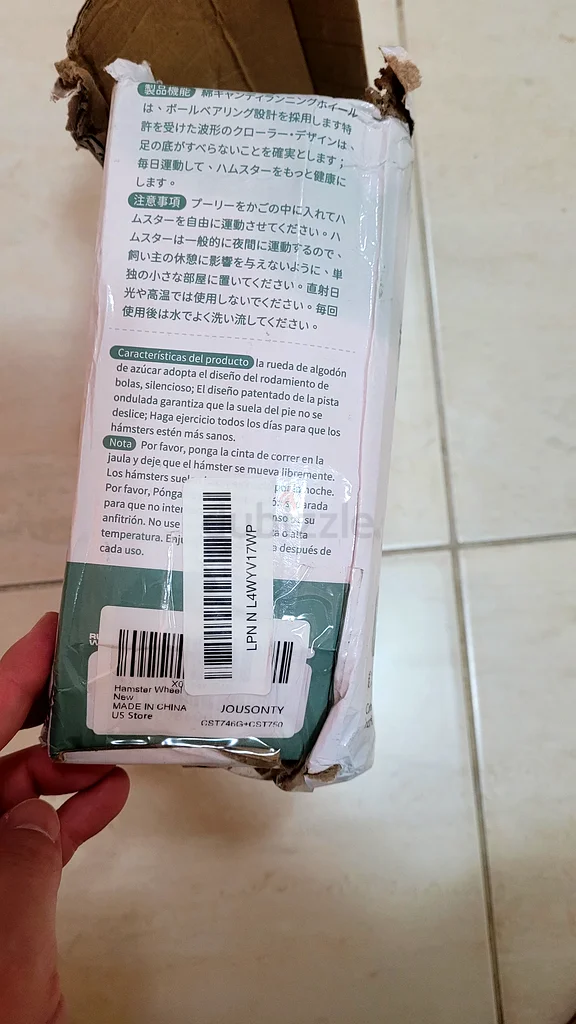 製品機能 綿キャンディランニングホイール
は、ボールベアリング設計を採用します特
許を受けた波形のクローラー・デザインは、
足の底がすべらないことを確実とします；
毎日運動して、ハムスターをもっと健康に
します。
注意事項 プーリーをかごの中に入れてハ
ムスターを自由に運動させてください。ハ
ムスターは一般的に夜間に運動するので、
飼い主の休憩に影響を与えないように、単
独の小さな部屋に置いてください。直射日
光や高温では使用しないでください。毎回
使用後は水でよく洗い流してください。
Características del producto la rueda de algodón
de azúcar adopta el diseño del rodamiento de
bolas, silencioso; El diseño patentado de la pista
ondulada garantiza que la suela del pie no se
deslice; Haga ejercicio todos los días para que los
hámsters estén más sanos.
Nota Por favor, ponga la cinta de correr en la
jaula y deje que el hámster se mueva libremente.
Los hámsters por la noche.
Por favor, Pónga
para que no su
anfitrión. No use o alta
temperatura. a después de
cada uso.
LPN N L4WYV17WP
Hamster Wheel
New
MADE IN CHINA
US Store
JOUSONTY
CST746G+CST750
dubizzle